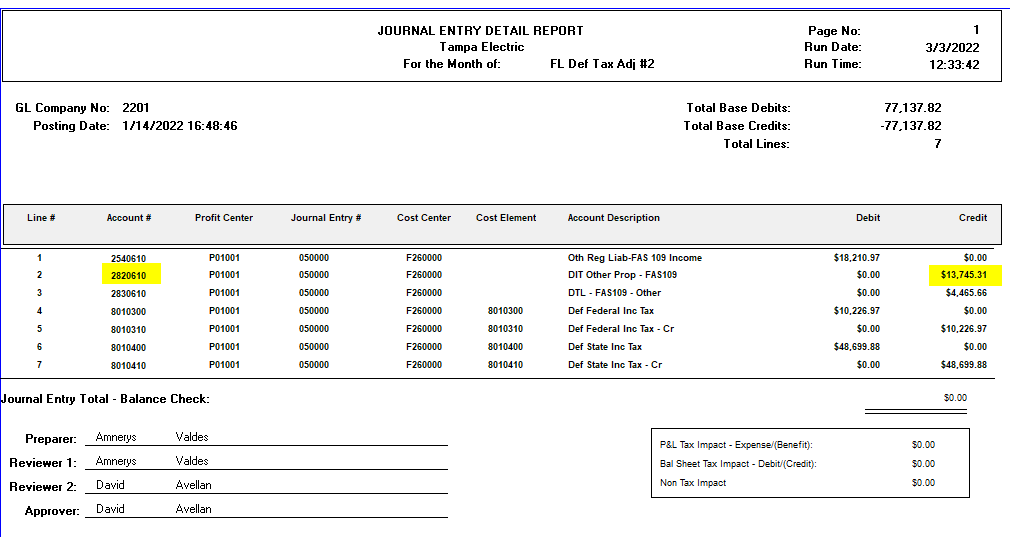 JOURNAL ENTRY DETAIL REPORT Page No: 1
Tampa Electric Run Date: 3/3/2022
For the Month of: FL Def Tax Adj #2 Run Time: 12:33:42
GL Company No: 2201 Total Base Debits: 77,137.82
Posting Date: 1/14/2022 16:48:46 Total Base Credits: -77,137.82
Total Lines: 7
Line # Account # Profit Center Journal Entry # Cost Center Cost Element Account Description Debit Credit
1 2540610 P01001 050000 F260000 Oth Reg Liab-FAS 109 Income $18,210.97 $0.00
2 2820610 P01001 050000 F260000 DIT Other Prop - FAS109 $0.00 $13,745.31
3 2830610 P01001 050000 F260000 DTL - FAS109 - Other $0.00 $4,465.66
4 8010300 P01001 050000 F260000 8010300 Def Federal Inc Tax $10,226.97 $0.00
5 8010310 P01001 050000 F260000 8010310 Def Federal Inc Tax - Cr $0.00 $10,226.97
6 8010400 P01001 050000 F260000 8010400 Def State Inc Tax $48,699.88 $0.00
7 8010410 P01001 050000 F260000 8010410 Def State Inc Tax - Cr $0.00 $48,699.88
Journal Entry Total - Balance Check: $0.00
Preparer: Amnerys Valdes
Reviewer 1: Amnerys Valdes
Reviewer 2: David Avellan
Approver: David Avellan
P&L Tax Impact - Expense/(Benefit): $0.00
Bal Sheet Tax Impact - Debit/(Credit): $0.00
Non Tax Impact $0.00